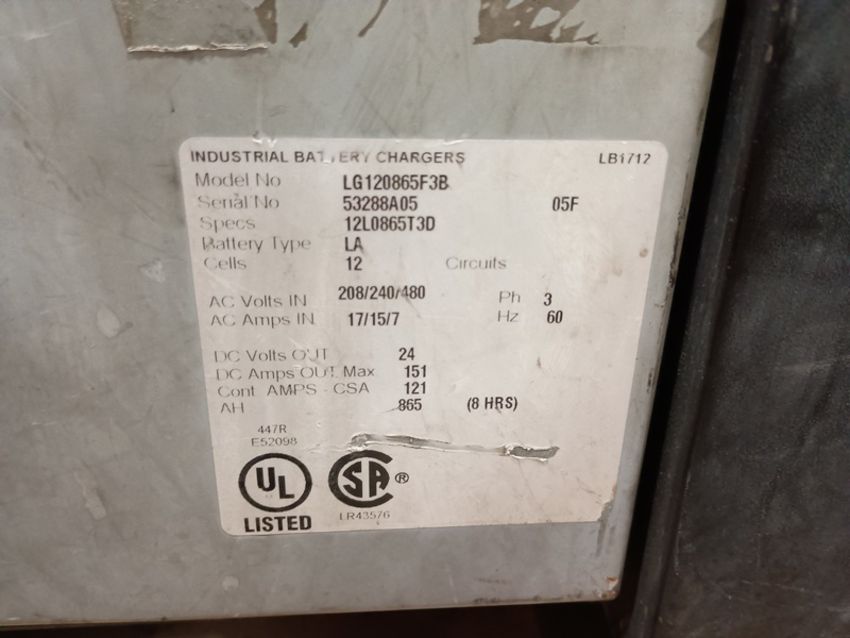 INDUSTRIAL BATTERY CHARGERS LB1712
Model No LG120865F3B
Serial No 53288A05 05F
Specs 12L0865T3D
Battery Type LA
Cells 12 Circuits
AC Volts IN 208/240/480 Ph 3
AC Amps IN 17/15/7 Hz 60
DC Volts OUT 24
DC Amps OUT Max 151
Cont AMPS - CSA 121
AH 865 (8 HRS)
447R
E52098
UL
LISTED
SA ®
LR43576